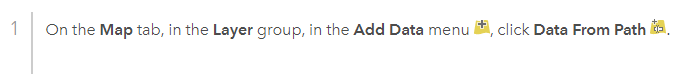 1 On the Map tab, in the Layer group, in the Add Data menu , click Data From Path .